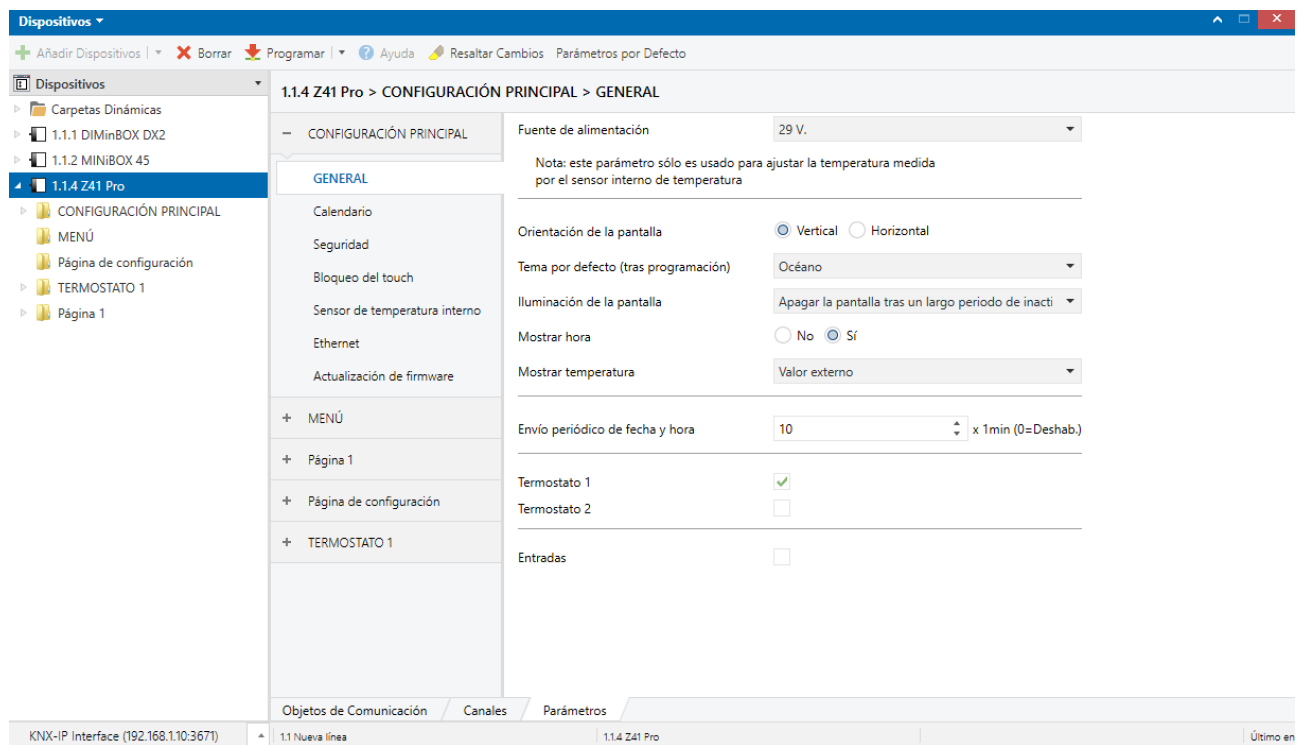 Dispositivos
Añadir Dispositivos Borrar Programar Ayuda Resaltar Cambios Parámetros por Defecto
Dispositivos
Carpetas Dinámicas
1.1.1 DIMinBOX DX2
1.1.2 MINiBOX 45
1.1.4 Z41 Pro
CONFIGURACIÓN PRINCIPAL
MENÚ
Página de configuración
TERMOSTATO 1
Página 1
1.1.4 Z41 Pro > CONFIGURACIÓN PRINCIPAL > GENERAL
CONFIGURACIÓN PRINCIPAL
GENERAL
Calendario
Seguridad
Bloqueo del touch
Sensor de temperatura interno
Ethernet
Actualización de firmware
MENÚ
Página 1
Página de configuración
TERMOSTATO 1
Fuente de alimentación 29 V.
Nota: este parámetro sólo es usado para ajustar la temperatura medida
por el sensor interno de temperatura
Orientación de la pantalla Vertical Horizontal
Tema por defecto (tras programación) Océano
Iluminación de la pantalla Apagar la pantalla tras un largo periodo de inacti
Mostrar hora No Sí
Mostrar temperatura Valor externo
Envío periódico de fecha y hora 10 x 1min (0=Deshab.)
Termostato 1
Termostato 2
Entradas
Objetos de Comunicación Canales Parámetros
KNX-IP Interface (192.168.1.10:3671) 1.1 Nueva línea 1.1.4 Z41 Pro Último en